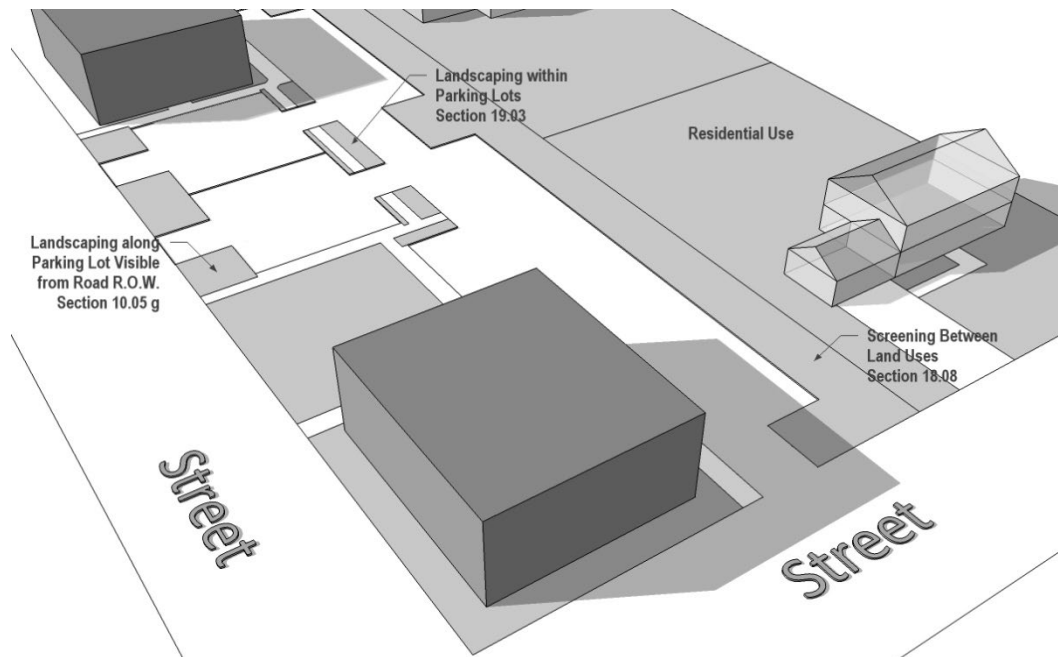 Landscaping within
Parking Lots
Section 19.03
Residential Use
Landscaping along
Parking Lot Visible
from Road R.O.W.
Section 10.05 g
Screening Between
Land Uses
Section 18.08
Street
Street